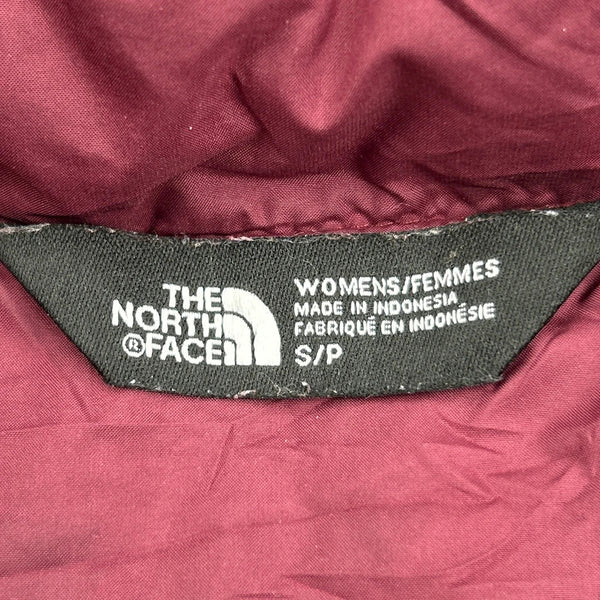 THE
NORTH
®FACE
WOMENS/FEMMES
MADE IN INDONESIA
FABRIQUÉ EN INDONÉSIE
S/P